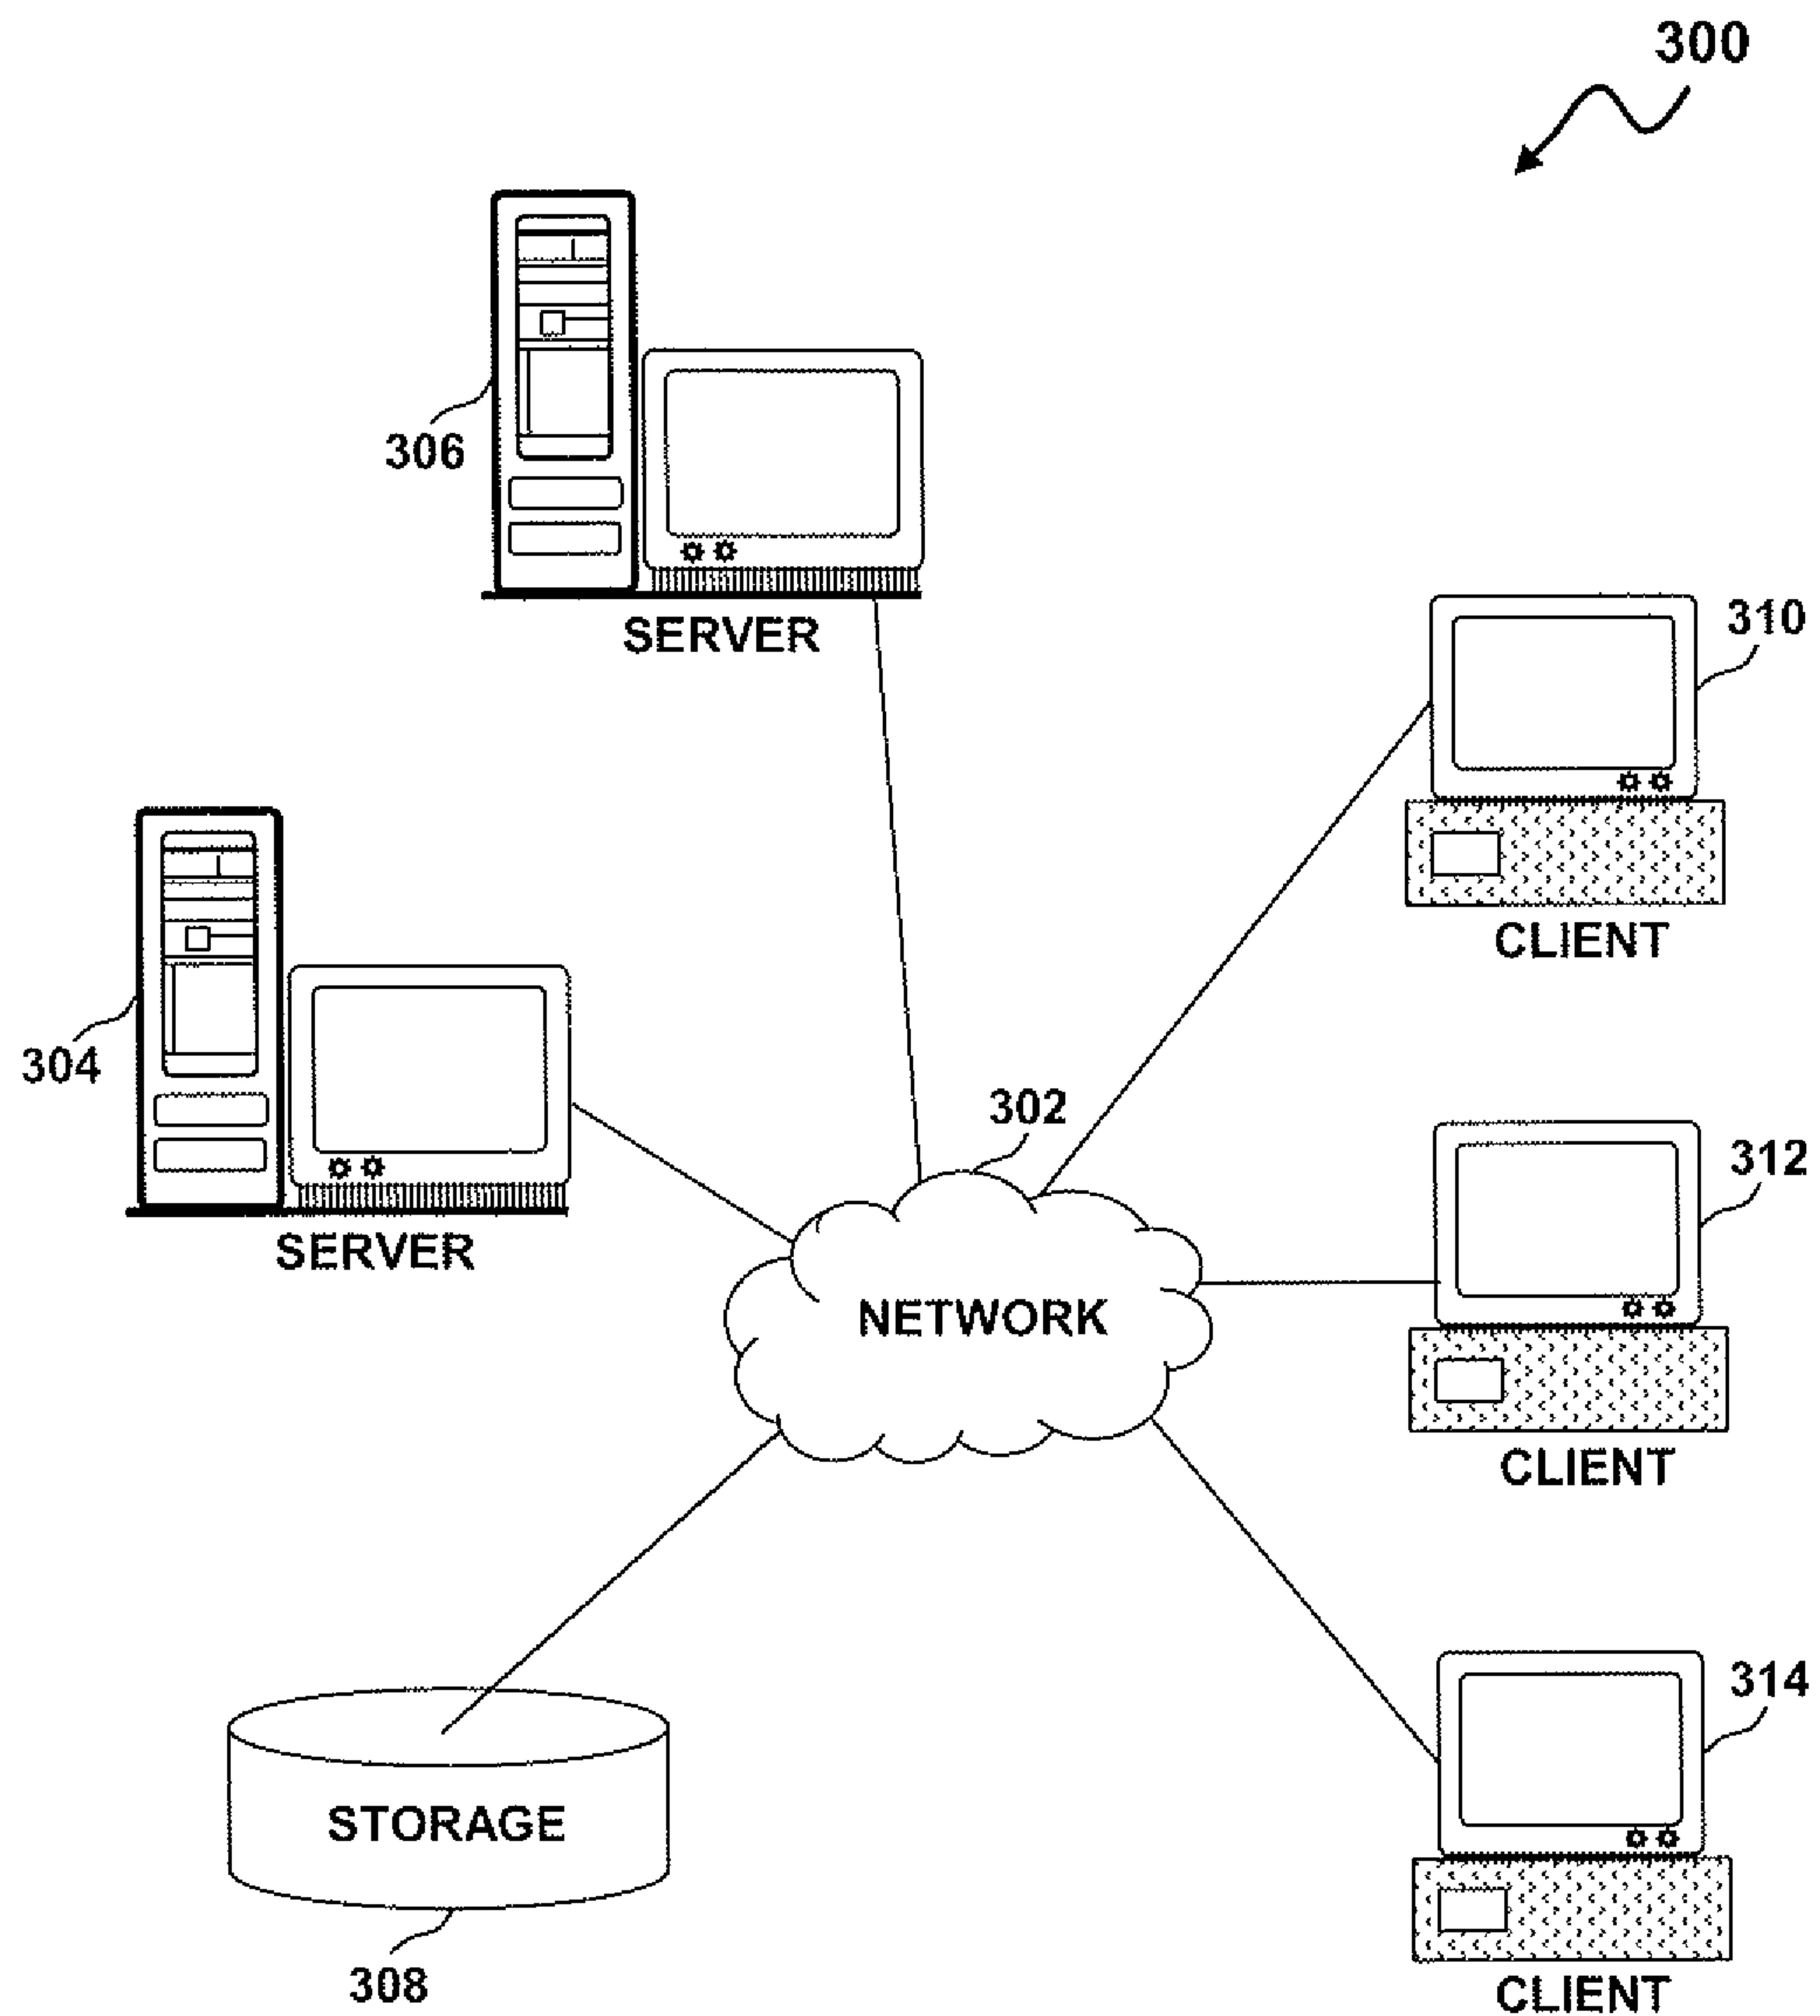 300
306
SERVER
310
CLIENT
304
SERVER
302
NETWORK
312
CLIENT
314
CLIENT
STORAGE
308